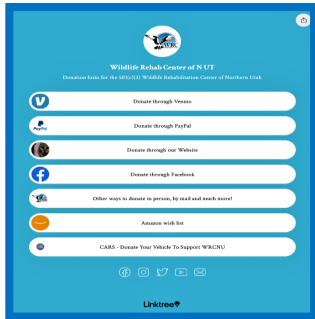 WRC
Wildlife Rehab Center of N UT
Donation links for the 501(c)(3) Wildlife Rehabilitation Center of Northern Utah
Donate through Venmo
PayPal
Donate through PayPal
Donate through our Website
Donate through Facebook
Other ways to donate in person, by mail and much more!
Amazon wish list
CARS - Donate Your Vehicle To Support WRCNU
Linktree